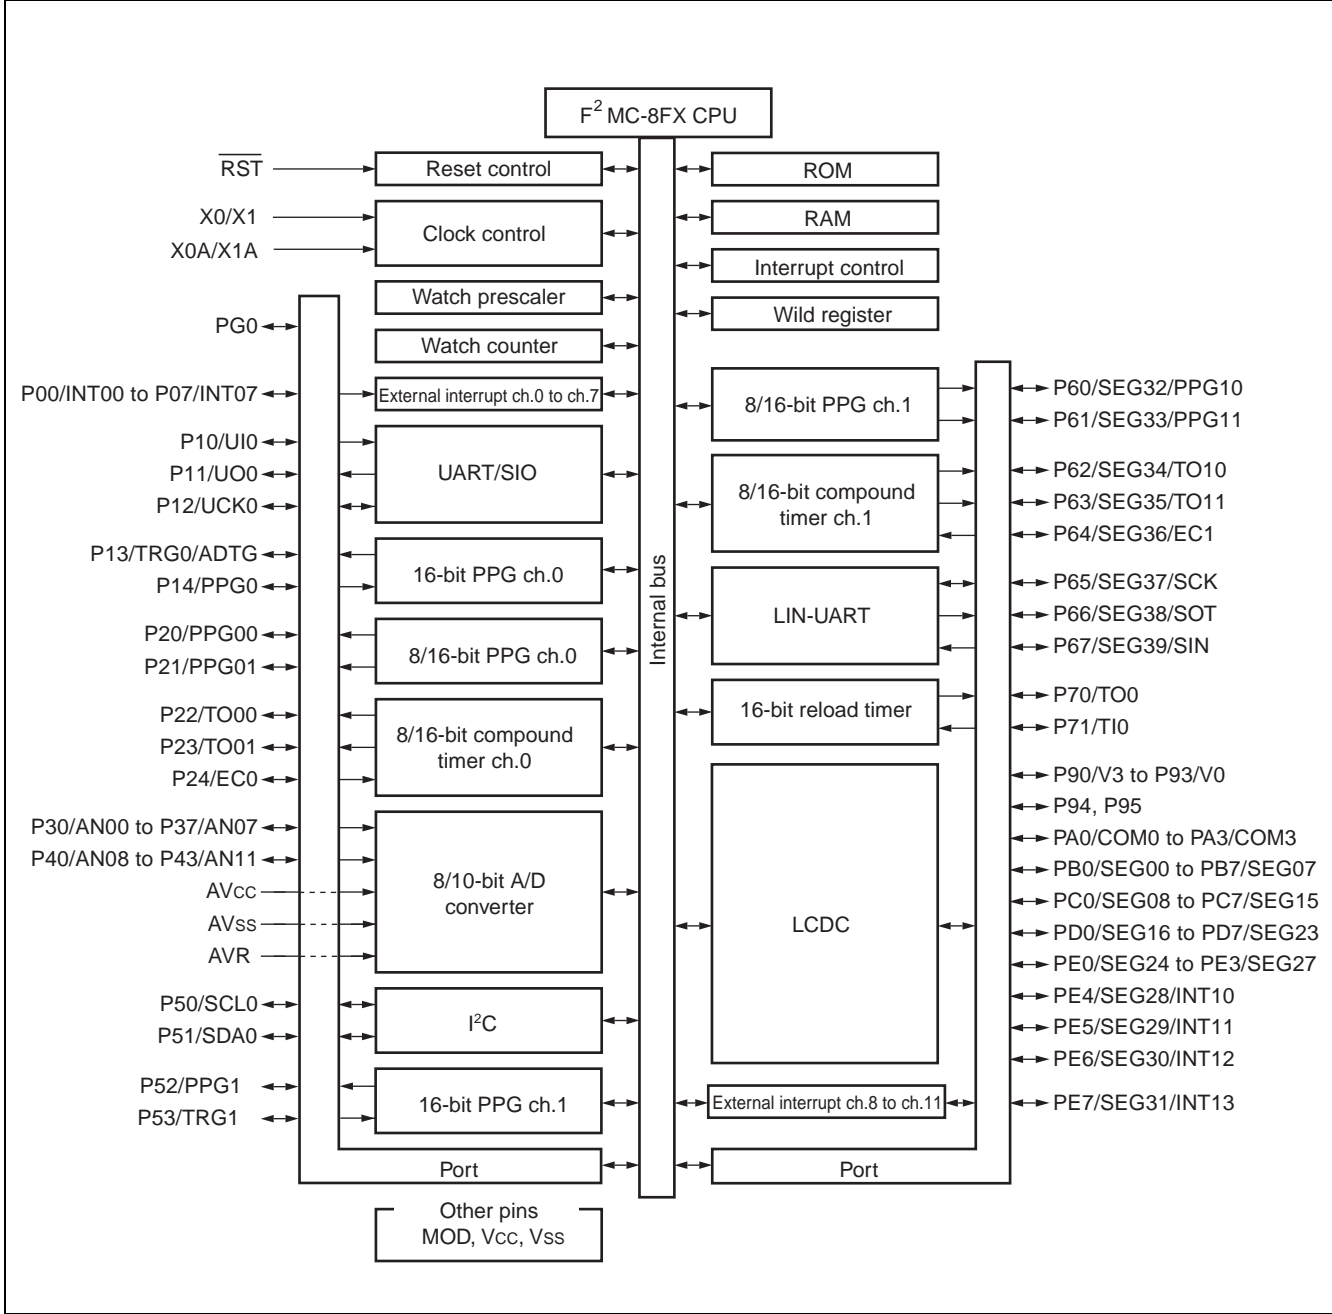 F² MC-8FX CPU
RST
Reset control
ROM
X0/X1
X0A/X1A
Clock control
RAM
Interrupt control
Watch prescaler
Wild register
PG0
Watch counter
P00/INT00 to P07/INT07
External interrupt ch.0 to ch.7
P10/UI0
P11/UO0
P12/UCK0
UART/SIO
P13/TRG0/ADTG
P14/PPG0
16-bit PPG ch.0
P20/PPG00
P21/PPG01
8/16-bit PPG ch.0
P22/TO00
P23/TO01
P24/EC0
8/16-bit compound
timer ch.0
P30/AN00 to P37/AN07
P40/AN08 to P43/AN11
AVCC
AVSS
AVR
8/10-bit A/D
converter
P50/SCL0
P51/SDA0
I²C
P52/PPG1
P53/TRG1
16-bit PPG ch.1
Port
Other pins
MOD, VCC, VSS
Internal bus
8/16-bit PPG ch.1
P60/SEG32/PPG10
P61/SEG33/PPG11
8/16-bit compound
timer ch.1
P62/SEG34/TO10
P63/SEG35/TO11
P64/SEG36/EC1
LIN-UART
P65/SEG37/SCK
P66/SEG38/SOT
P67/SEG39/SIN
16-bit reload timer
P70/TO0
P71/TI0
LCDC
P90/V3 to P93/V0
P94, P95
PA0/COM0 to PA3/COM3
PB0/SEG00 to PB7/SEG07
PC0/SEG08 to PC7/SEG15
PD0/SEG16 to PD7/SEG23
PE0/SEG24 to PE3/SEG27
PE4/SEG28/INT10
PE5/SEG29/INT11
PE6/SEG30/INT12
External interrupt ch.8 to ch.11
PE7/SEG31/INT13
Port